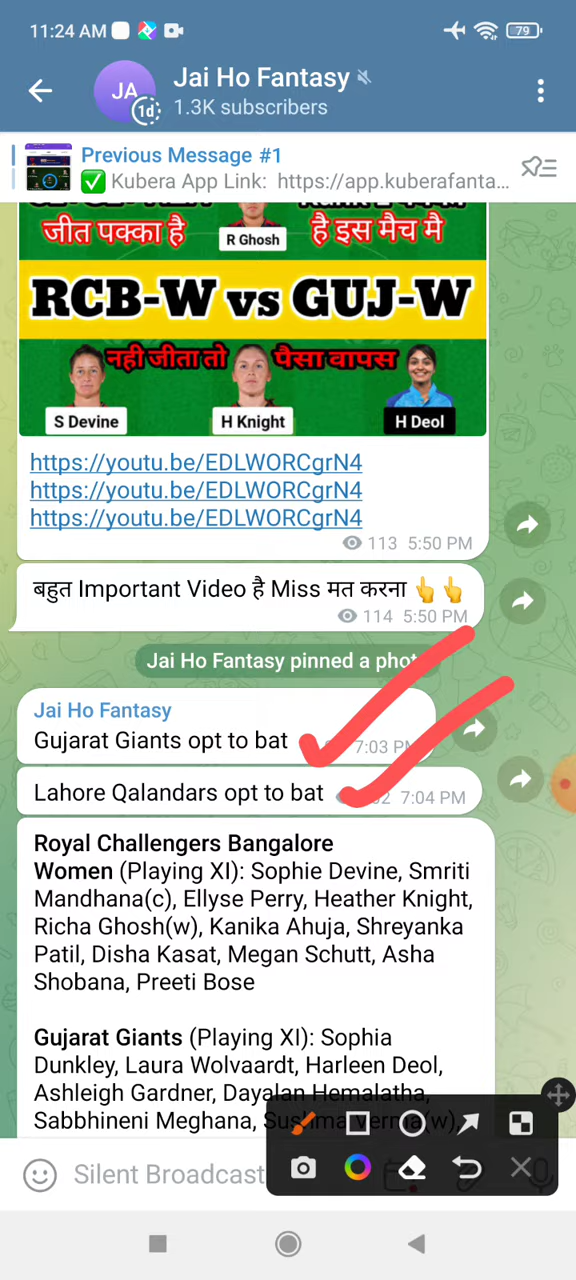 11:24 AM
79
JA
1d
Jai Ho Fantasy
1.3K subscribers
Previous Message #1
✅ Kubera App Link: https://app.kuberafanta...
जीत पक्का है
R Ghosh
है इस मैच मै
RCB-W vs GUJ-W
नही जीता तो पैसा वापस
S Devine
H Knight
H Deol
https://youtu.be/EDLWORCgrN4
https://youtu.be/EDLWORCgrN4
https://youtu.be/EDLWORCgrN4
113 5:50 PM
बहुत Important Video है Miss मत करना 👆👆
114 5:50 PM
Jai Ho Fantasy pinned a phot
Jai Ho Fantasy
Gujarat Giants opt to bat
7:03 PM
Lahore Qalandars opt to bat
7:04 PM
Royal Challengers Bangalore
Women (Playing XI): Sophie Devine, Smriti
Mandhana(c), Ellyse Perry, Heather Knight,
Richa Ghosh(w), Kanika Ahuja, Shreyanka
Patil, Disha Kasat, Megan Schutt, Asha
Shobana, Preeti Bose
Gujarat Giants (Playing XI): Sophia
Dunkley, Laura Wolvaardt, Harleen Deol,
Ashleigh Gardner, Dayalan Hemalatha,
Sabbhineni Meghana, Sushma Verma(w),
Silent Broadcast